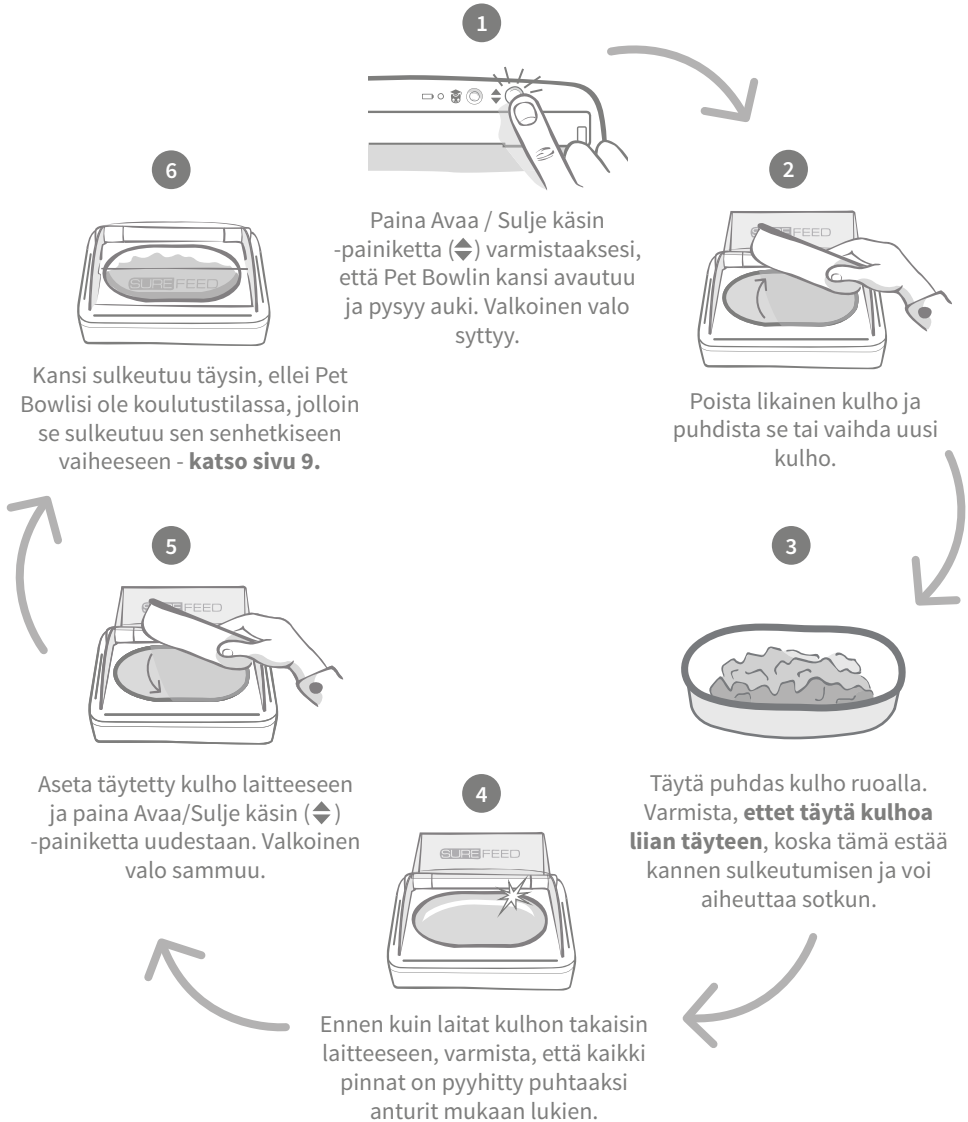 1
Paina Avaa / Sulje käsin
-painiketta (⬘) varmistaaksesi,
että Pet Bowlin kansi avautuu
ja pysyy auki. Valkoinen valo
syttyy.
2
SUREFEED
Poista likainen kulho ja
puhdista se tai vaihda uusi
kulho.
3
Täytä puhdas kulho ruoalla.
Varmista, ettet täytä kulhoa
liian täyteen, koska tämä estää
kannen sulkeutumisen ja voi
aiheuttaa sotkun.
4
SUREFEED
Ennen kuin laitat kulhon takaisin
laitteeseen, varmista, että kaikki
pinnat on pyyhitty puhtaaksi
anturit mukaan lukien.
5
SUREFEED
Aseta täytetty kulho laitteeseen
ja paina Avaa/Sulje käsin (⬘)
-painiketta uudestaan. Valkoinen
valo sammuu.
6
SUREFEED
Kansi sulkeutuu täysin, ellei Pet
Bowlisi ole koulutustilassa, jolloin
se sulkeutuu sen senhetkiseen
vaiheeseen - katso sivu 9.